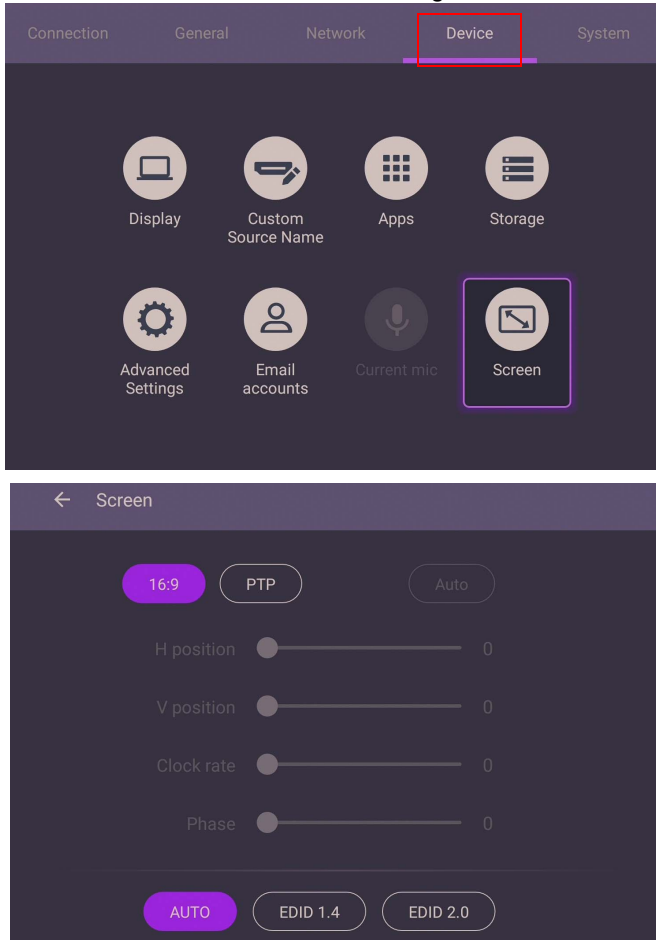 Connection General Network Device System
Display Custom Source Name Apps Storage
Advanced Settings Email accounts Current mic Screen
Screen
16:9 PTP Auto
H position 0
V position 0
Clock rate 0
Phase 0
AUTO EDID 1.4 EDID 2.0